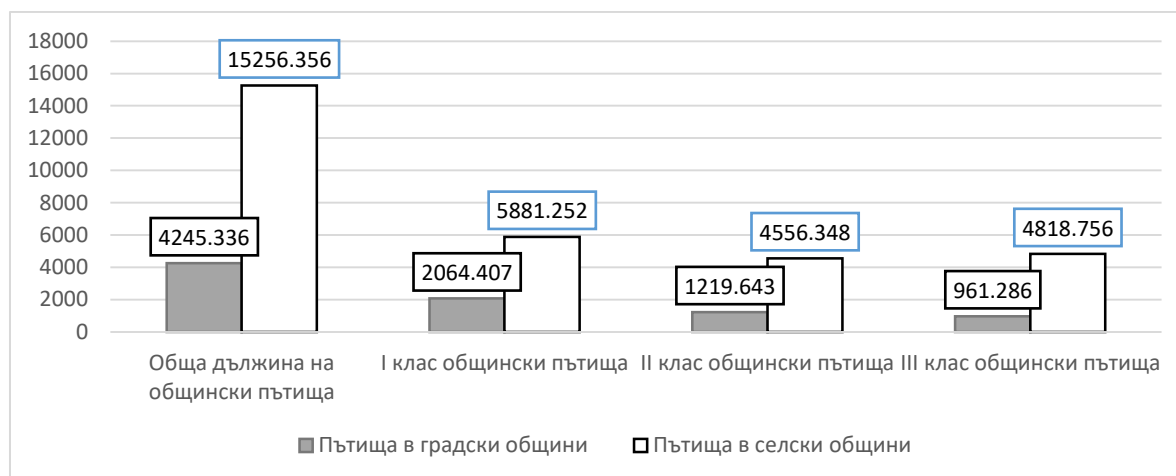 18000
16000
14000
12000
10000
8000
6000
4000
2000
0
15256.356
4245.336
5881.252
2064.407
4556.348
1219.643
4818.756
961.286
Обща дължина на
общински пътища
I клас общински пътища
II клас общински пътища
III клас общински пътища
Пътища в градски общини
Пътища в селски общини